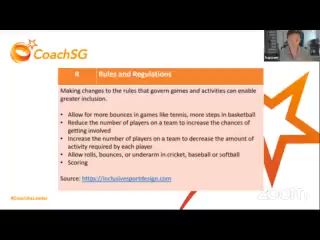 CoachSG
R Rules and Regulations
Making changes to the rules that govern games and activities can enable
greater inclusion.
• Allow for more bounces in games like tennis, more steps in basketball
• Reduce the number of players on a team to increase the chances of
getting involved
• Increase the number of players on a team to decrease the amount of
activity required by each player
• Allow rolls, bounces, or underarm in cricket, baseball or softball
• Scoring
Source: https://inclusivesportdesign.com
zoom